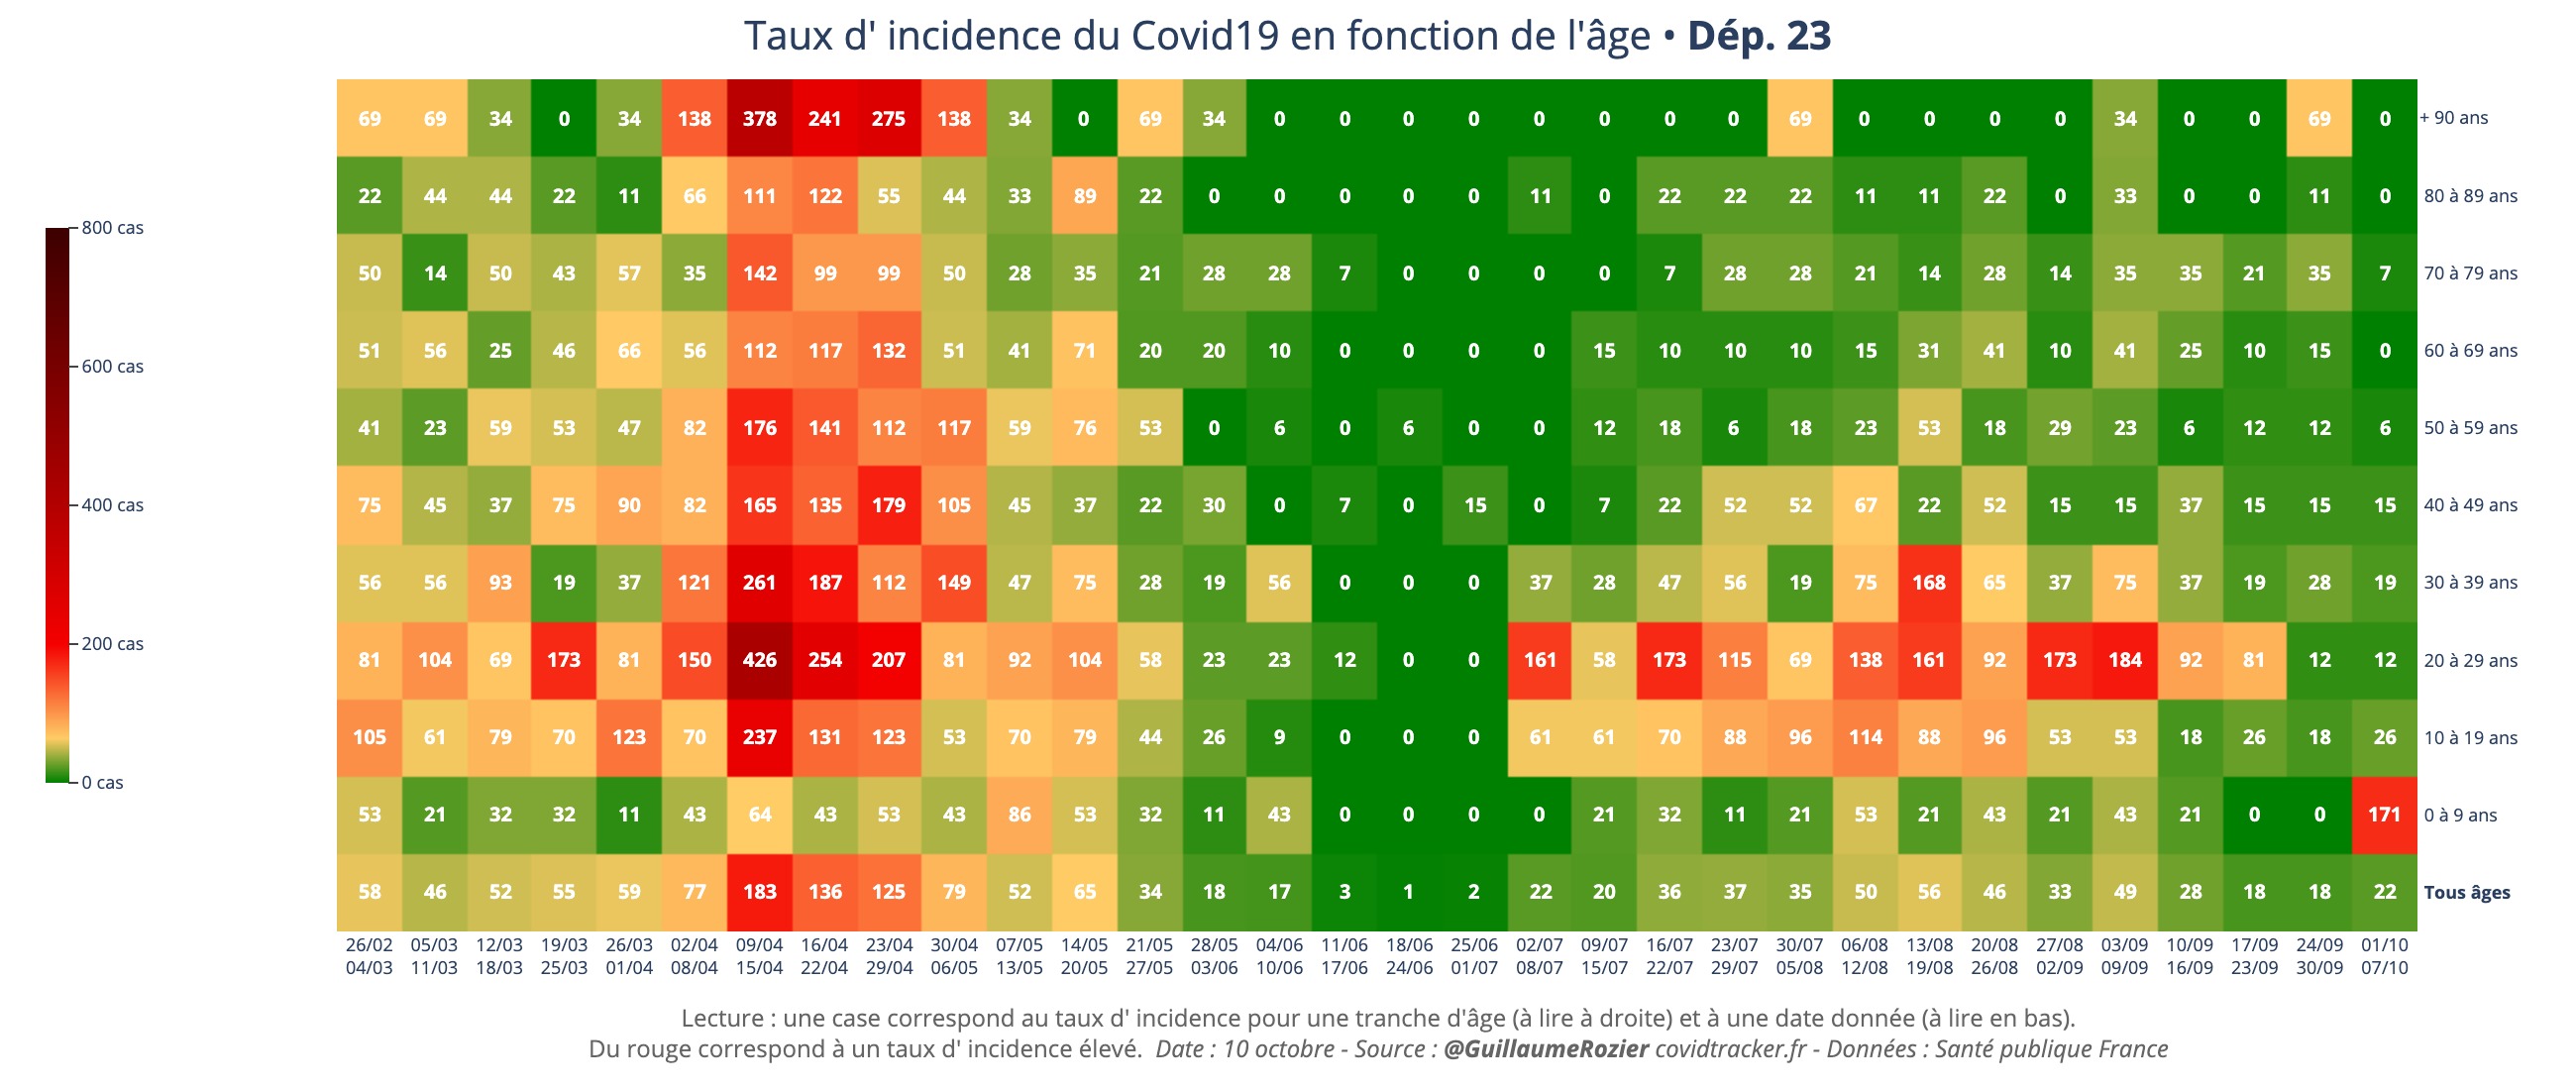 Taux d' incidence du Covid19 en fonction de l'âge • Dép. 23
800 cas
600 cas
400 cas
200 cas
0 cas
69 69 34 0 34 138 378 241 275 138 34 0 69 34 0 0 0 0 0 0 0 0 69 0 0 0 0 34 0 0 69 0 + 90 ans
22 44 44 22 11 66 111 122 55 44 33 89 22 0 0 0 0 0 11 0 22 22 22 11 11 22 0 33 0 0 11 0 80 à 89 ans
50 14 50 43 57 35 142 99 99 50 28 35 21 28 28 7 0 0 0 0 7 28 28 21 14 28 14 35 35 21 35 7 70 à 79 ans
51 56 25 46 66 56 112 117 132 51 41 71 20 20 10 0 0 0 0 15 10 10 10 15 31 41 10 41 25 10 15 0 60 à 69 ans
41 23 59 53 47 82 176 141 112 117 59 76 53 0 6 0 6 0 0 12 18 6 18 23 53 18 29 23 6 12 12 6 50 à 59 ans
75 45 37 75 90 82 165 135 179 105 45 37 22 30 0 7 0 15 0 7 22 52 52 67 22 52 15 15 37 15 15 15 40 à 49 ans
56 56 93 19 37 121 261 187 112 149 47 75 28 19 56 0 0 0 37 28 47 56 19 75 168 65 37 75 37 19 28 19 30 à 39 ans
81 104 69 173 81 150 426 254 207 81 92 104 58 23 23 12 0 0 161 58 173 115 69 138 161 92 173 184 92 81 12 12 20 à 29 ans
105 61 79 70 123 70 237 131 123 53 70 79 44 26 9 0 0 0 61 61 70 88 96 114 88 96 53 53 18 26 18 26 10 à 19 ans
53 21 32 32 11 43 64 43 53 43 86 53 32 11 43 0 0 0 0 21 32 11 21 53 21 43 21 43 21 0 0 171 0 à 9 ans
58 46 52 55 59 77 183 136 125 79 52 65 34 18 17 3 1 2 22 20 36 37 35 50 56 46 33 49 28 18 18 22 Tous âges
26/02 05/03 12/03 19/03 26/03 02/04 09/04 16/04 23/04 30/04 07/05 14/05 21/05 28/05 04/06 11/06 18/06 25/06 02/07 09/07 16/07 23/07 30/07 06/08 13/08 20/08 27/08 03/09 10/09 17/09 24/09 01/10
04/03 11/03 18/03 25/03 01/04 08/04 15/04 22/04 29/04 06/05 13/05 20/05 27/05 03/06 10/06 17/06 24/06 01/07 08/07 15/07 22/07 29/07 05/08 12/08 19/08 26/08 02/09 09/09 16/09 23/09 30/09 07/10
Lecture : une case correspond au taux d' incidence pour une tranche d'âge (à lire à droite) et à une date donnée (à lire en bas).
Du rouge correspond à un taux d' incidence élevé. Date : 10 octobre - Source : @GuillaumeRozier covidtracker.fr - Données : Santé publique France